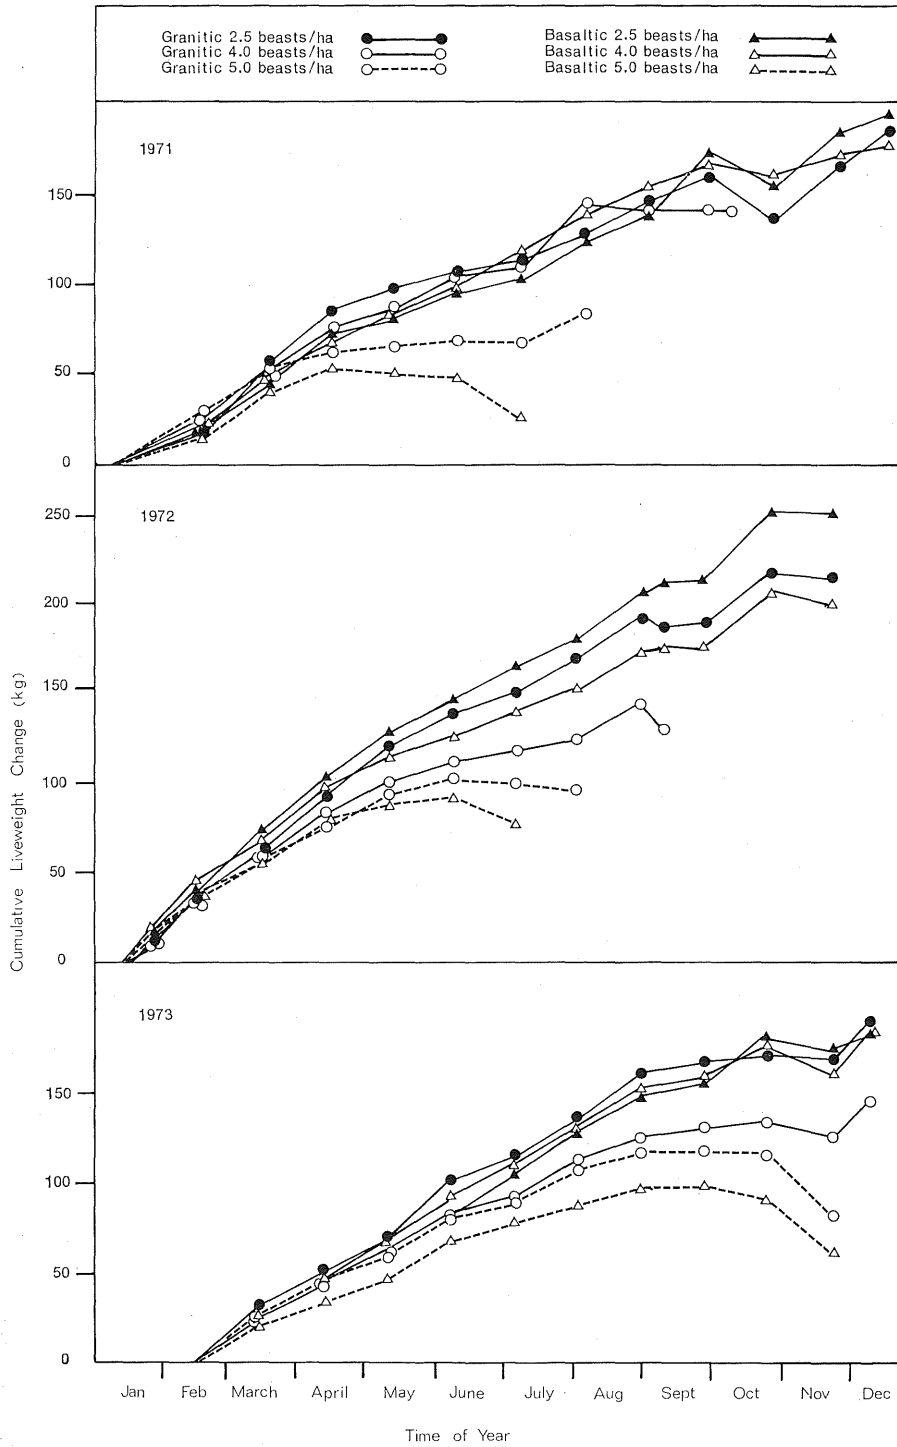 Granitic 2.5 beasts/ha
Granitic 4.0 beasts/ha
Granitic 5.0 beasts/ha
Basaltic 2.5 beasts/ha
Basaltic 4.0 beasts/ha
Basaltic 5.0 beasts/ha
1971
150
100
50
0
1972
250
200
150
100
50
0
Cumulative Liveweight Change (kg)
1973
150
100
50
0
Jan Feb March April May June July Aug Sept Oct Nov Dec
Time of Year